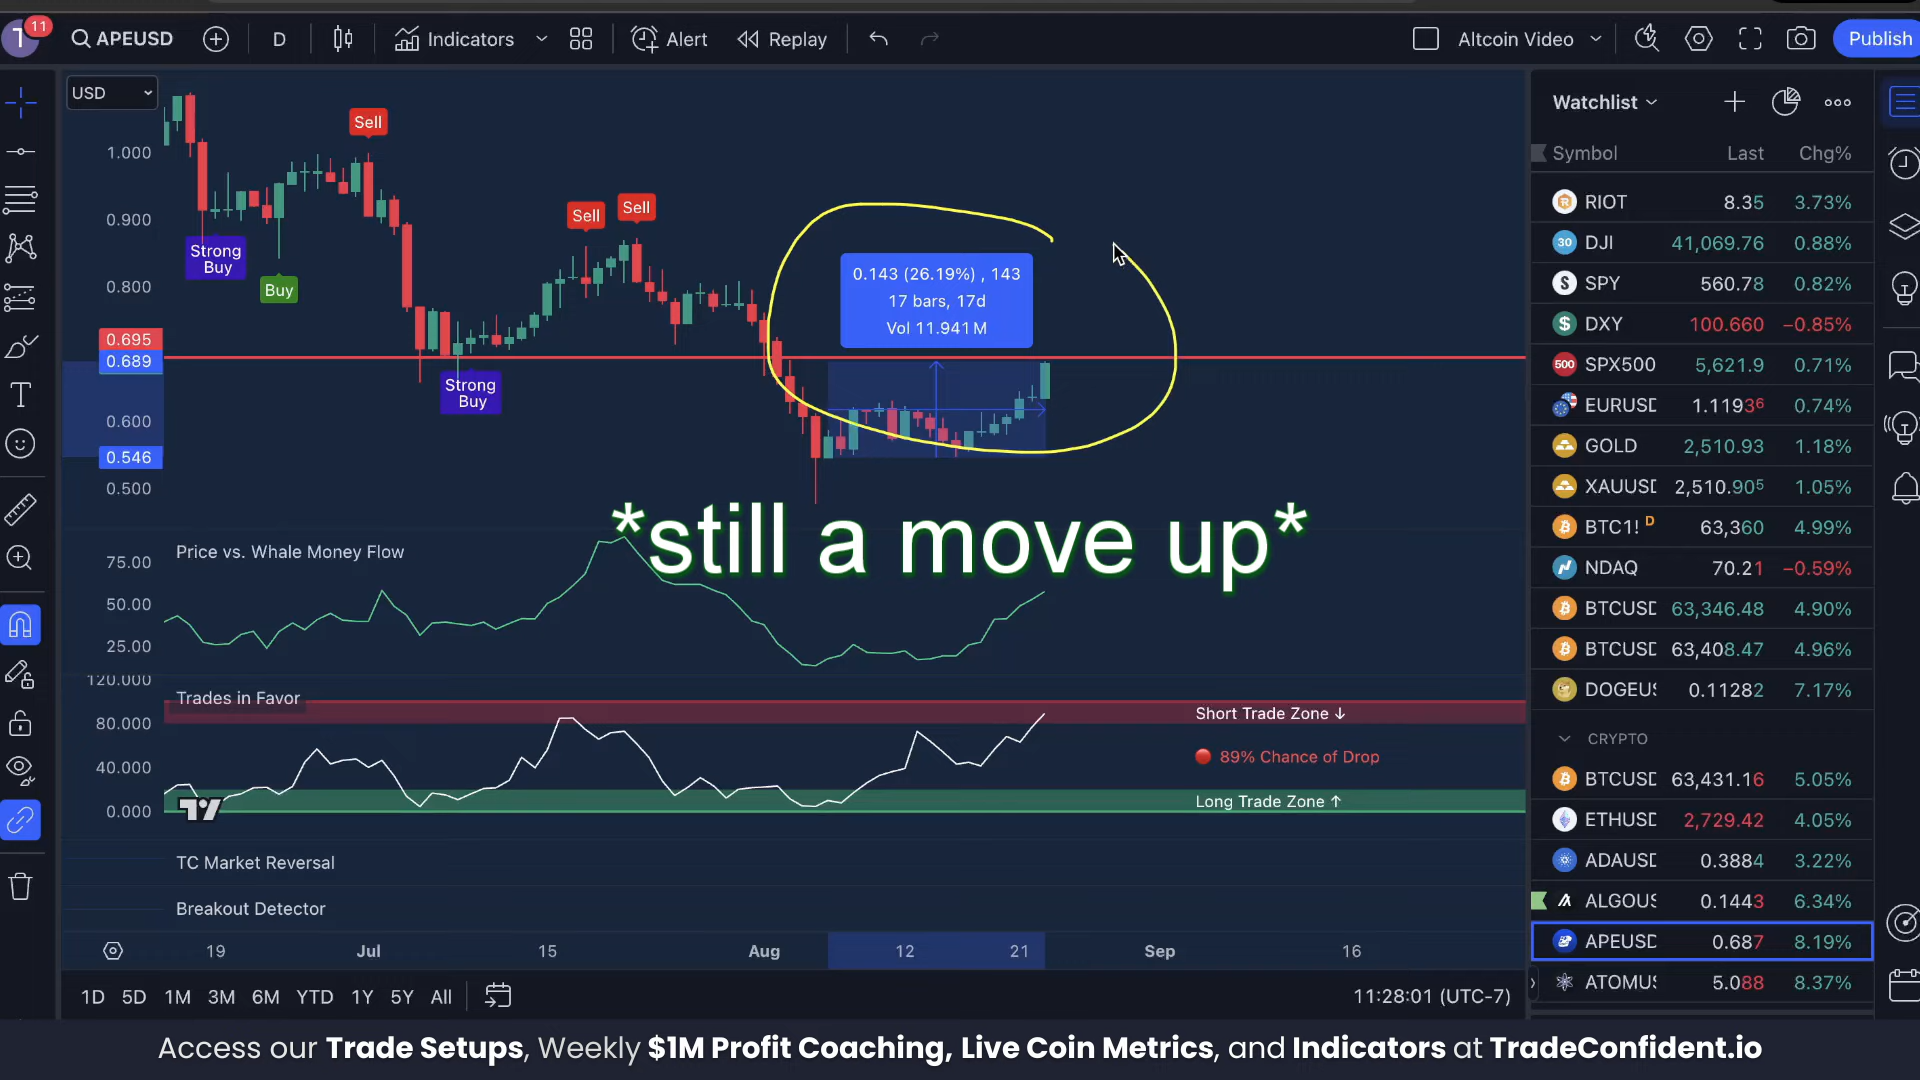 T
11
APEUSD
D
Indicators
Alert
Replay
Altcoin Video
Publish
USD
1.000
0.900
0.800
0.695
0.689
0.600
0.546
0.500
Sell
Strong
Buy
Buy
Sell
Sell
Strong
Buy
0.143 (26.19%) , 143
17 bars, 17d
Vol 11.941M
*still a move up*
Price vs. Whale Money Flow
75.00
50.00
25.00
120.000
Trades in Favor
80.000
40.000
0.000
Short Trade Zone ↓
89% Chance of Drop
Long Trade Zone ↑
TC Market Reversal
Breakout Detector
19 Jul 15 Aug 12 21 Sep 16
1D 5D 1M 3M 6M YTD 1Y 5Y All
11:28:01 (UTC-7)
Watchlist
Symbol Last Chg%
RIOT 8.35 3.73%
30 DJI 41,069.76 0.88%
S SPY 560.78 0.82%
$ DXY 100.660 −0.85%
500 SPX500 5,621.9 0.71%
EURUSD 1.11936 0.74%
GOLD 2,510.93 1.18%
XAUUSD 2,510.905 1.05%
BTC1! D 63,360 4.99%
NDAQ 70.21 −0.59%
BTCUSD 63,346.48 4.90%
BTCUSD 63,408.47 4.96%
DOGEUS 0.11282 7.17%
CRYPTO
BTCUSD 63,431.16 5.05%
ETHUSD 2,729.42 4.05%
ADAUSD 0.3884 3.22%
ALGOUS 0.1443 6.34%
APEUSD 0.687 8.19%
ATOMUS 5.088 8.37%
Access our Trade Setups, Weekly $1M Profit Coaching, Live Coin Metrics, and Indicators at TradeConfident.io